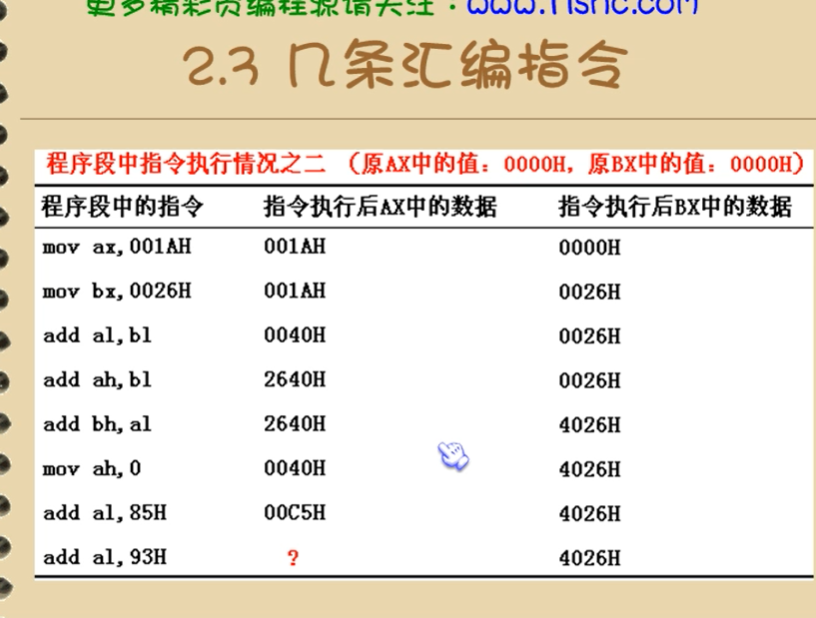 更多精彩页编程源请关注：www.
2.3 几条汇编指令
程序段中指令执行情况之二 （原AX中的值：0000H，原BX中的值：0000H）
程序段中的指令 指令执行后AX中的数据 指令执行后BX中的数据
mov ax,001AH 001AH 0000H
mov bx,0026H 001AH 0026H
add al,bl 0040H 0026H
add ah,bl 2640H 0026H
add bh,al 2640H 4026H
mov ah,0 0040H 4026H
add al,85H 00C5H 4026H
add al,93H ? 4026H